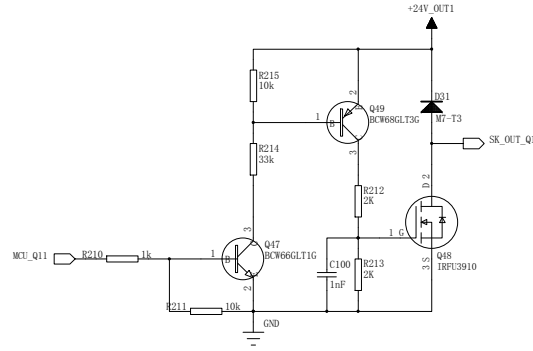 +24V_OUT1
R215
10k
D31
M7-T3
2
E
Q49
BCW68GLT3G
1
B
C
3
SK_OUT_Q1
R214
33k
D 2
R212
2K
3
C
1 G
Q47
BCW66GLT1G
MCU_Q11
R210
1k
1
B
E
2
Q48
IRFU3910
3 S
C100
1nF
R213
2K
R211
10k
GND